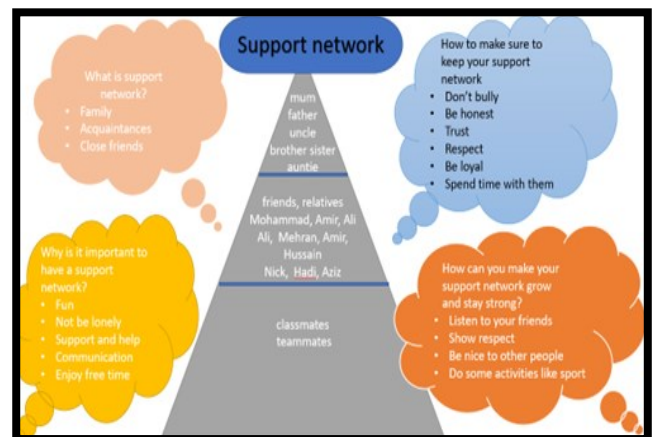 Support network
What is support
network?
• Family
• Acquaintances
• Close friends
mum
father
uncle
brother sister
auntie
friends, relatives
Mohammad, Amir, Ali
Ali, Mehran, Amir,
Hussain
Nick, Hadi, Aziz
classmates
teammates
How to make sure to
keep your support
network
• Don't bully
• Be honest
• Trust
• Respect
• Be loyal
• Spend time with them
Why is it important to
have a support
network?
• Fun
• Not be lonely
• Support and help
• Communication
• Enjoy free time
How can you make your
support network grow
and stay strong?
• Listen to your friends
• Show respect
• Be nice to other people
• Do some activities like sport